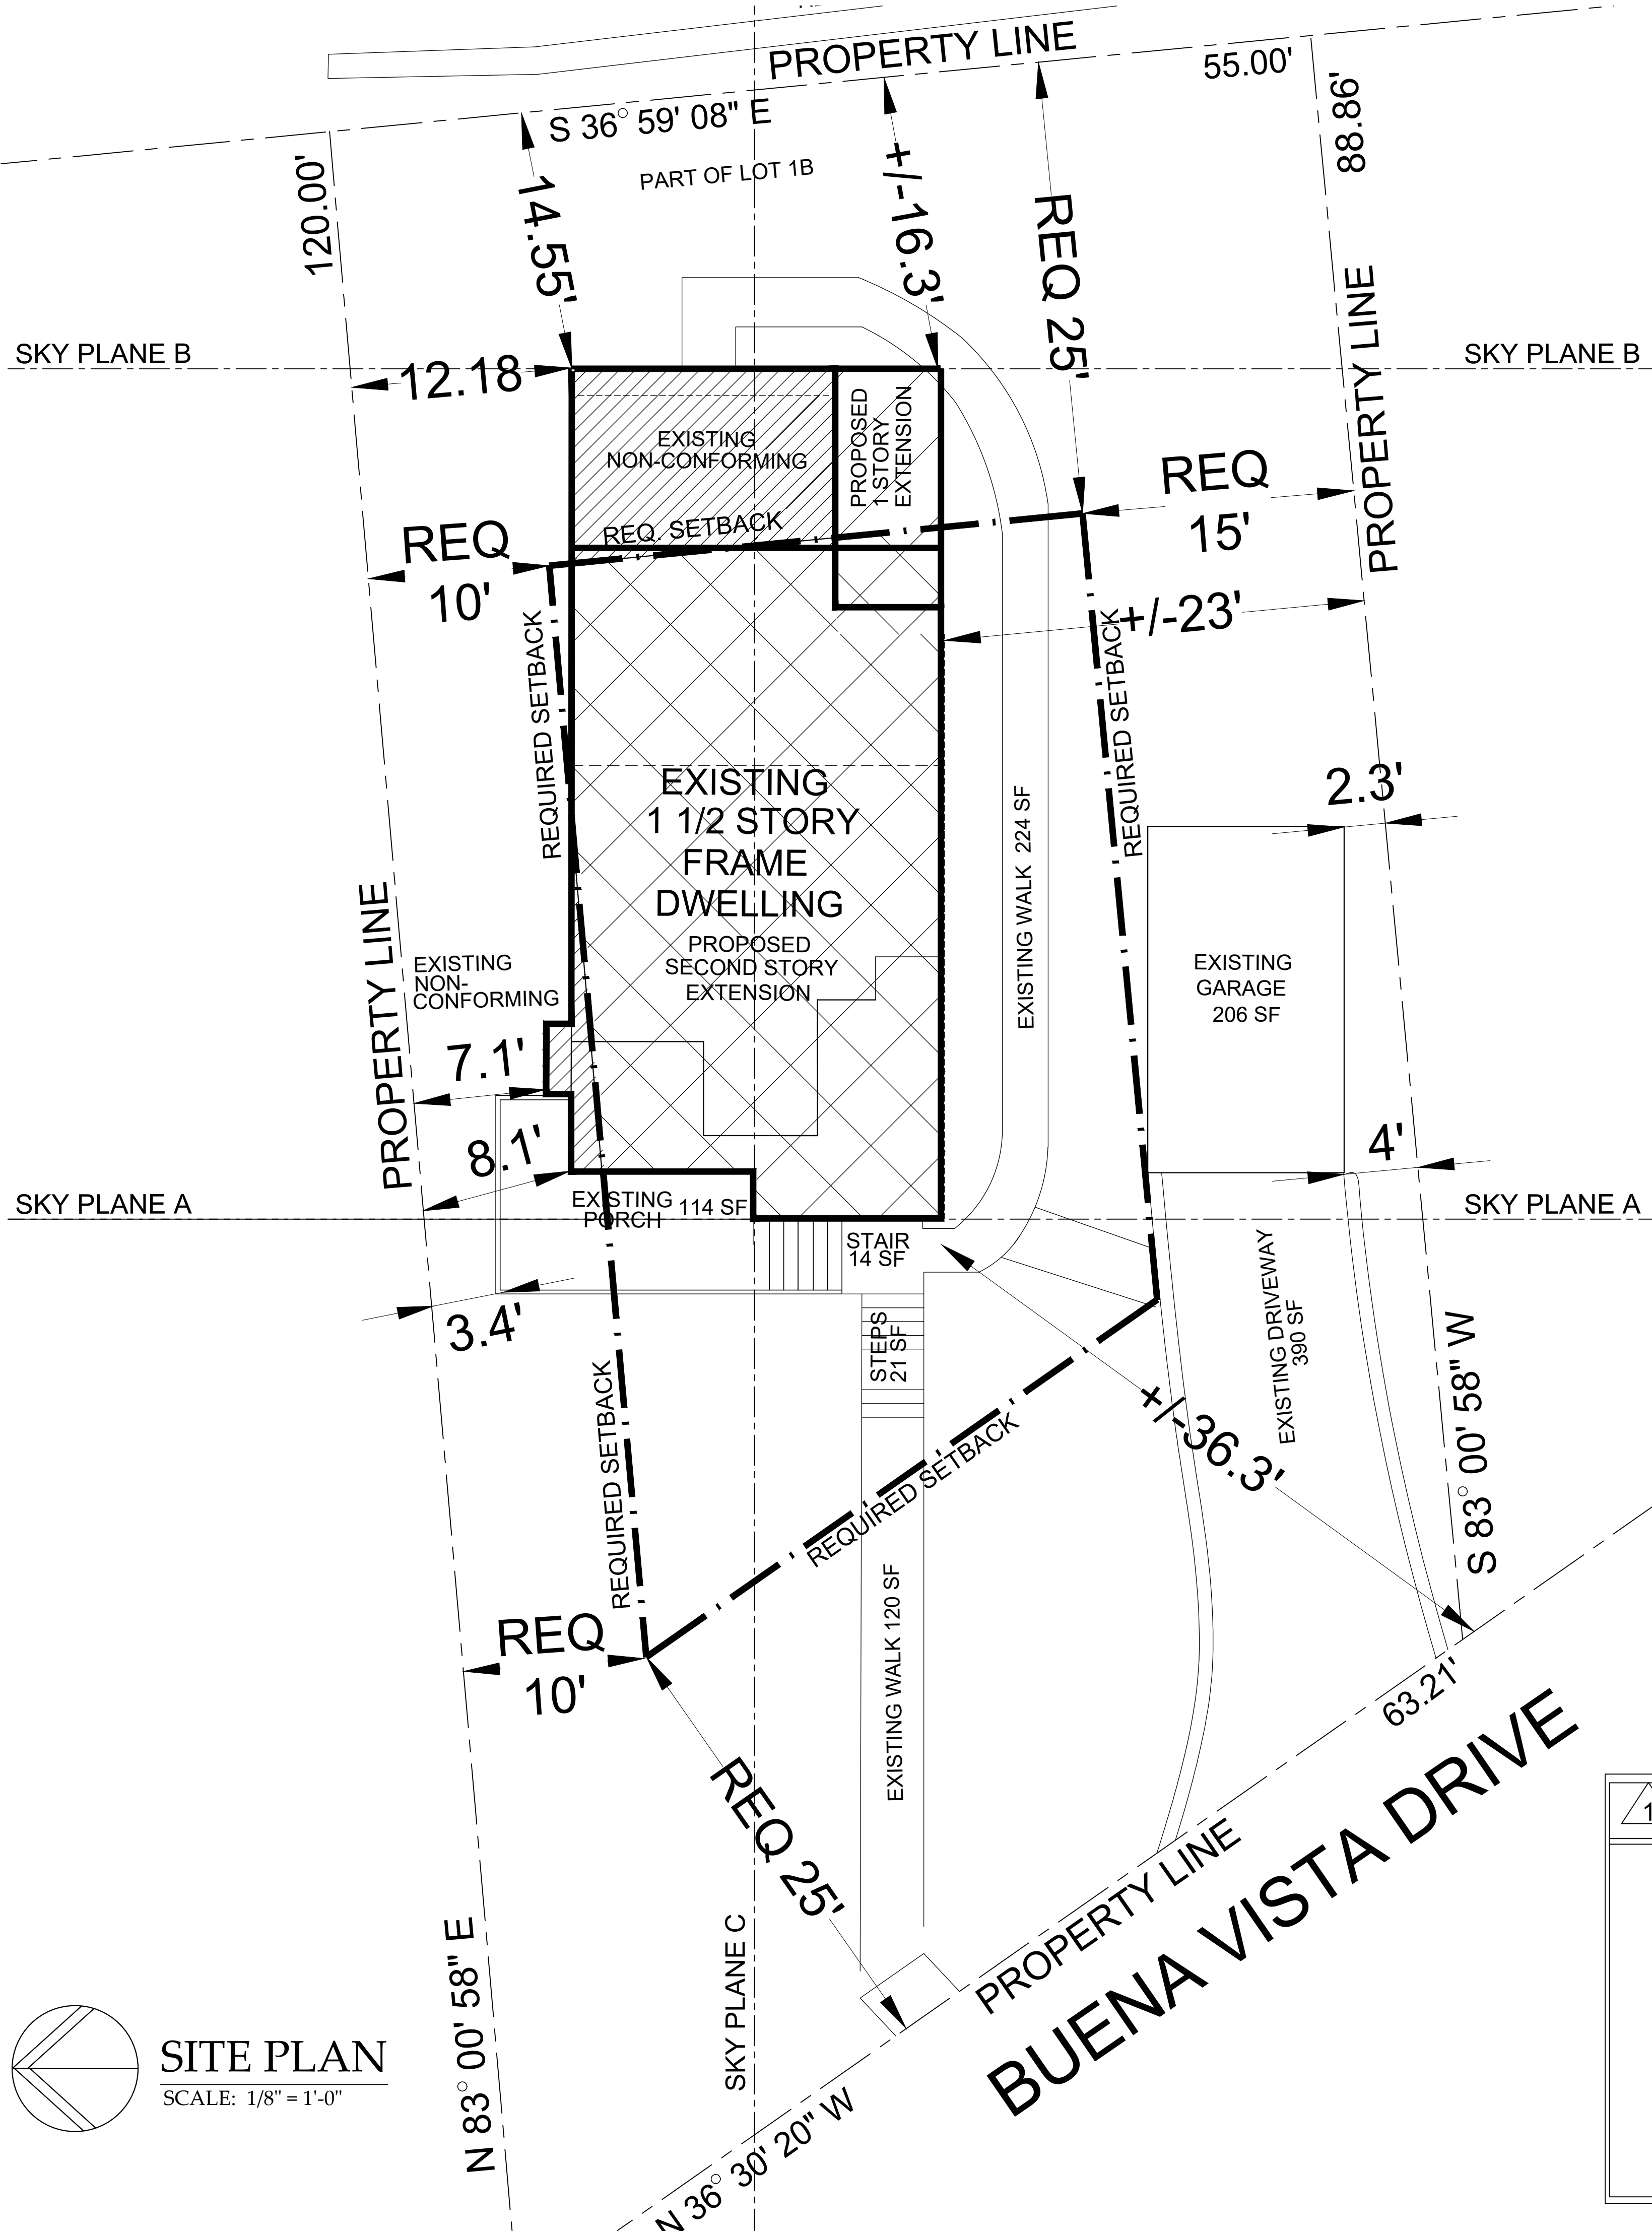 PROPERTY LINE
55.00'
S 36° 59' 08" E
88.86'
PART OF LOT 1B
120.00'
14.55'
+/-16.3'
REQ 25'
PROPERTY LINE
SKY PLANE B
SKY PLANE B
12.18
EXISTING
NON-CONFORMING
PROPOSED
1 STORY
EXTENSION
REQ
15'
REQ. SETBACK
REQ
10'
+/-23'
REQUIRED SETBACK
REQUIRED SETBACK
2.3'
EXISTING
1 1/2 STORY
FRAME
DWELLING
PROPOSED
SECOND STORY
EXTENSION
EXISTING WALK 224 SF
EXISTING
GARAGE
206 SF
PROPERTY LINE
EXISTING
NON-
CONFORMING
7.1'
8.1'
4'
SKY PLANE A
SKY PLANE A
EXISTING
PORCH
114 SF
STAIR
14 SF
3.4'
STEPS
21 SF
EXISTING DRIVEWAY
390 SF
REQUIRED SETBACK
REQUIRED SETBACK
+/-36.3'
S 83° 00' 58" W
EXISTING WALK 120 SF
REQ
10'
63.21'
REQ 25'
PROPERTY LINE
BUENA VISTA DRIVE
1
SKY PLANE C
N 83° 00' 58" E
N 36° 30' 20" W
SITE PLAN
SCALE: 1/8" = 1'-0"